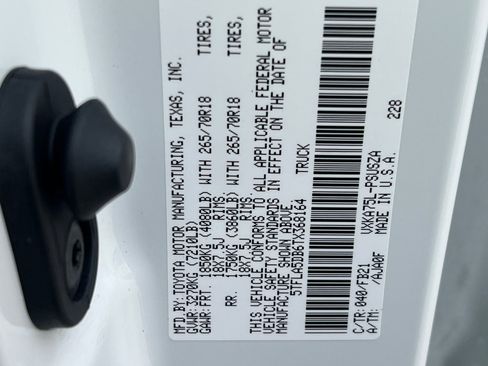 MFD.BY: TOYOTA MOTOR MANUFACTURING, TEXAS, INC.
GVWR: 3270KG (7210LB)
GAWR: FRT. 1850KG (4080LB) WITH 265/70R18 TIRES,
18X7.5J RIMS,
RR. 1750KG (3860LB) WITH 265/70R18 TIRES,
18X7.5J RIMS,
THIS VEHICLE CONFORMS TO ALL APPLICABLE FEDERAL MOTOR
VEHICLE SAFETY STANDARDS IN EFFECT ON THE DATE OF
MANUFACTURE SHOWN ABOVE.
5TFLA5DB6TX368164 TRUCK
C/TR: 040/FB21 VXKA75L-PSUSZA
A/TM: /AJA0F MADE IN U.S.A.
228